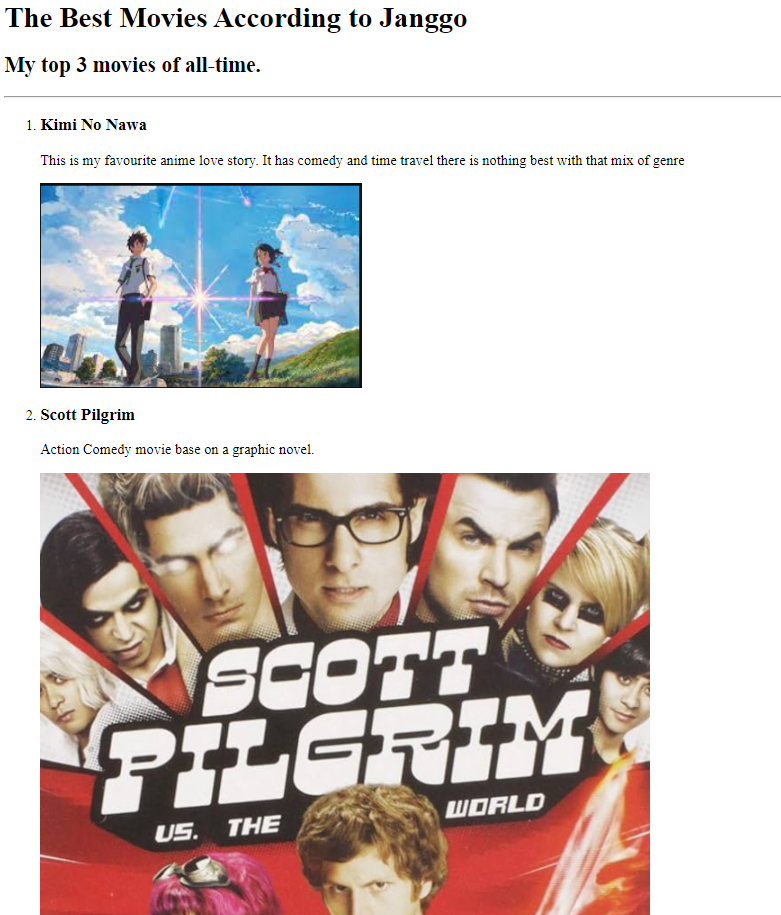 The Best Movies According to Janggo
My top 3 movies of all-time.
1. Kimi No Nawa
This is my favourite anime love story. It has comedy and time travel there is nothing best with that mix of genre
2. Scott Pilgrim
Action Comedy movie base on a graphic novel.
SCOTT
PILGRIM
VS. THE WORLD